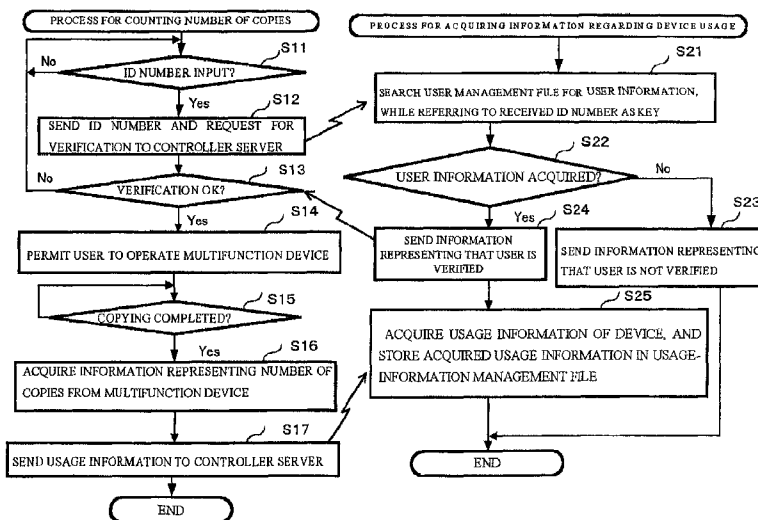 PROCESS FOR COUNTING NUMBER OF COPIES
S11
No
ID NUMBER INPUT?
Yes
S12
SEND ID NUMBER AND REQUEST FOR
VERIFICATION TO CONTROLLER SERVER
S13
No
VERIFICATION OK?
Yes
S14
PERMIT USER TO OPERATE MULTIFUNCTION DEVICE
S15
COPYING COMPLETED?
Yes
S16
ACQUIRE INFORMATION REPRESENTING NUMBER OF
COPIES FROM MULTIFUNCTION DEVICE
S17
SEND USAGE INFORMATION TO CONTROLLER SERVER
END
PROCESS FOR ACQUIRING INFORMATION REGARDING DEVICE USAGE
S21
SEARCH USER MANAGEMENT FILE FOR USER INFORMATION,
WHILE REFERRING TO RECEIVED ID NUMBER AS KEY
S22
USER INFORMATION ACQUIRED?
No
Yes
S24
S23
SEND INFORMATION
REPRESENTING THAT USER IS
VERIFIED
SEND INFORMATION REPRESENTING
THAT USER IS NOT VERIFIED
S25
ACQUIRE USAGE INFORMATION OF DEVICE, AND
STORE ACQUIRED USAGE INFORMATION IN USAGE-
INFORMATION MANAGEMENT FILE
END